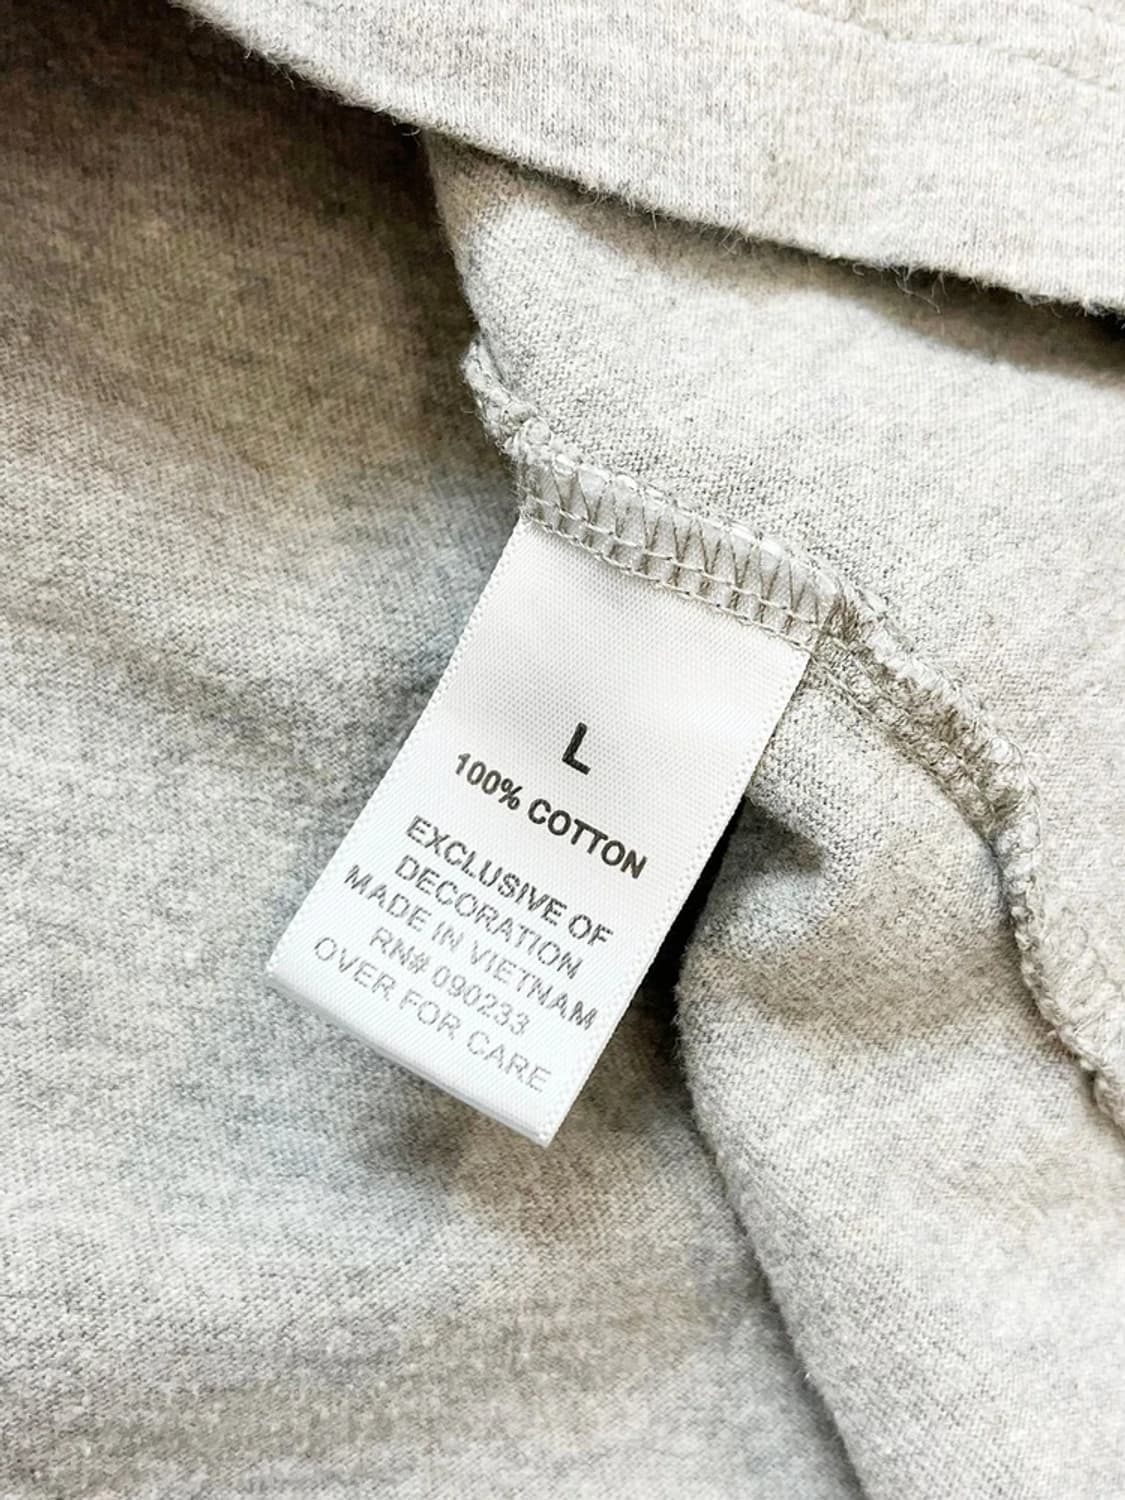 L
100% COTTON
EXCLUSIVE OF
DECORATION
MADE IN VIETNAM
RN# 090233
OVER FOR CARE